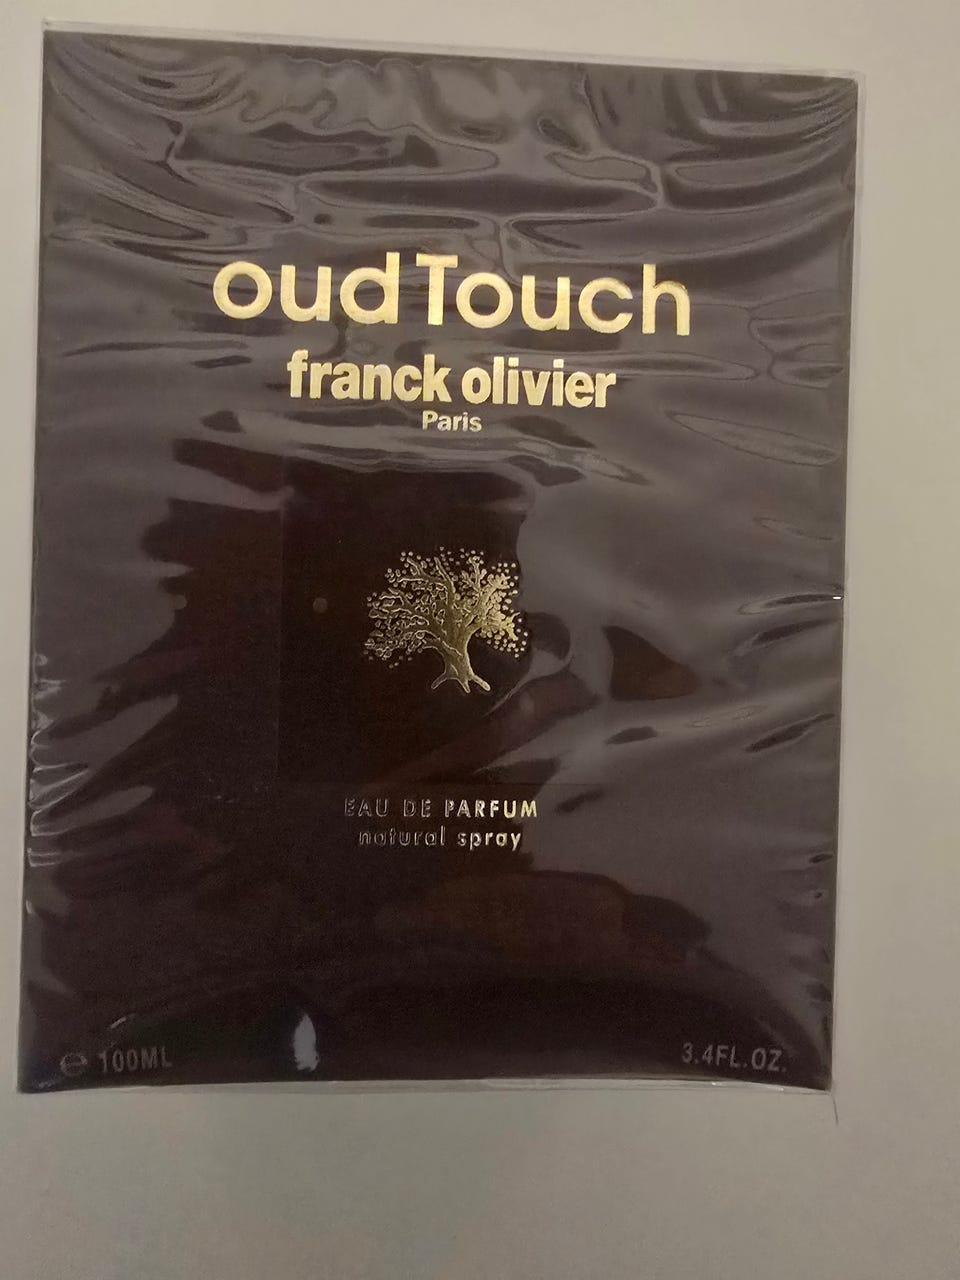 oud Touch
franck olivier
Paris
EAU DE PARFUM
natural spray
℮ 100ML
3.4FL.OZ.